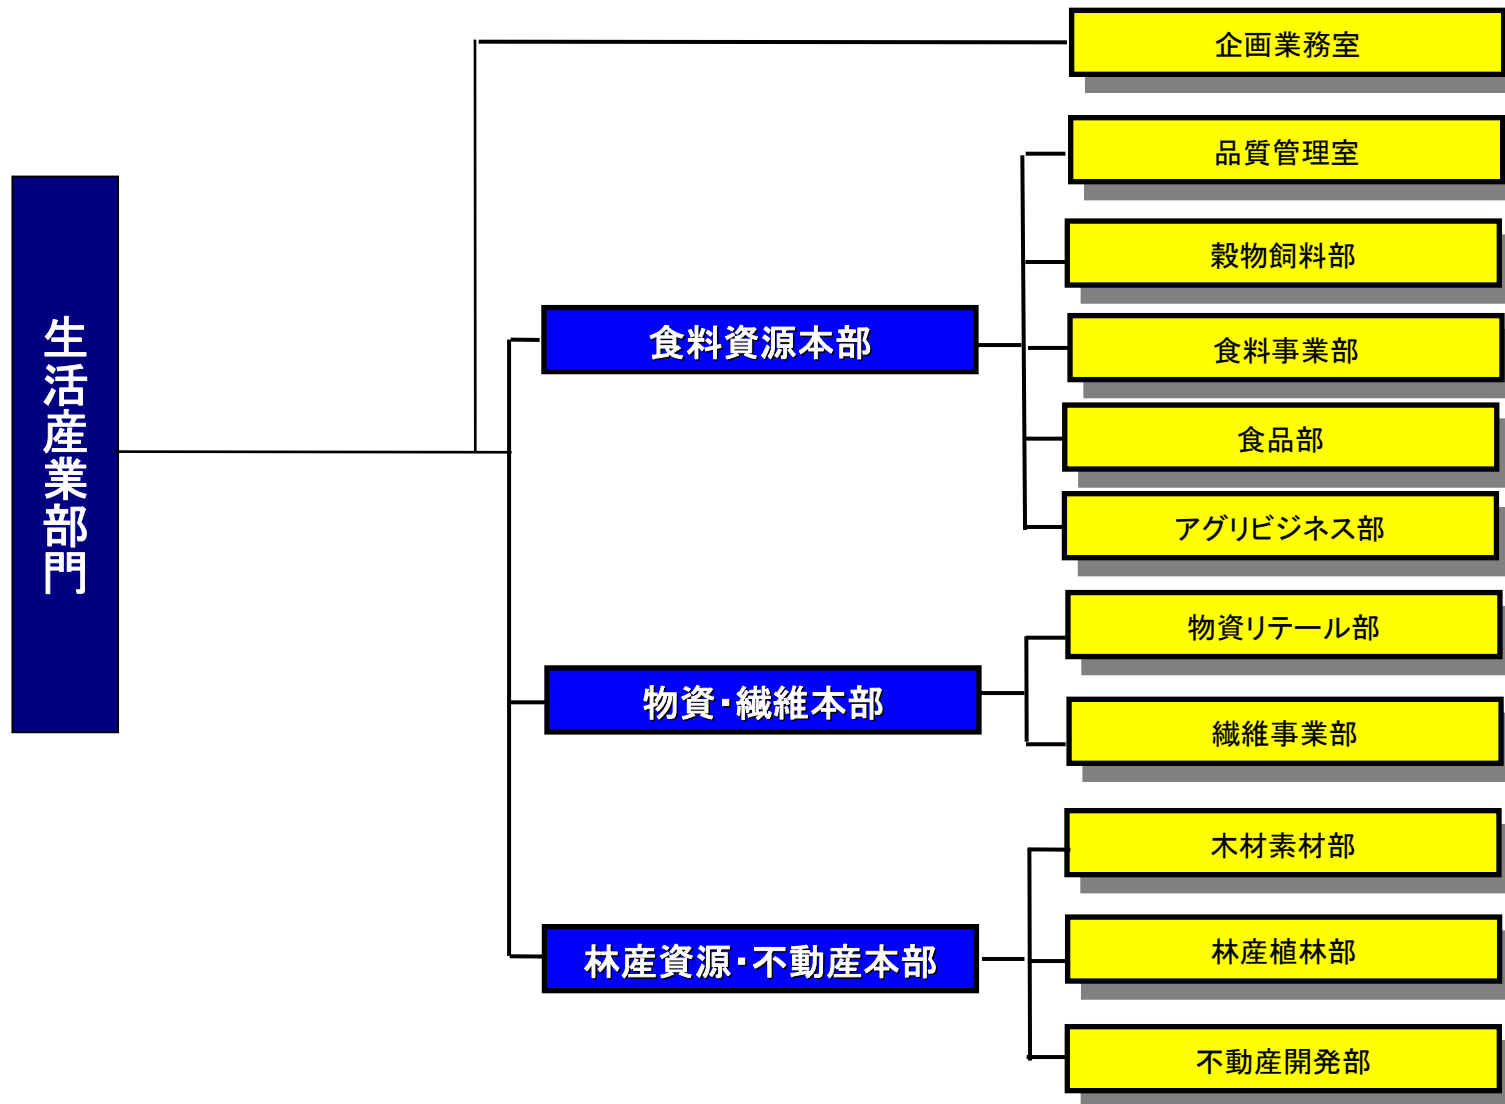 企画業務室
品質管理室
穀物飼料部
食料資源本部
食料事業部
食品部
生活産業部門
アグリビジネス部
物資リテール部
物資・繊維本部
繊維事業部
木材素材部
林産資源・不動産本部
林産植林部
不動産開発部